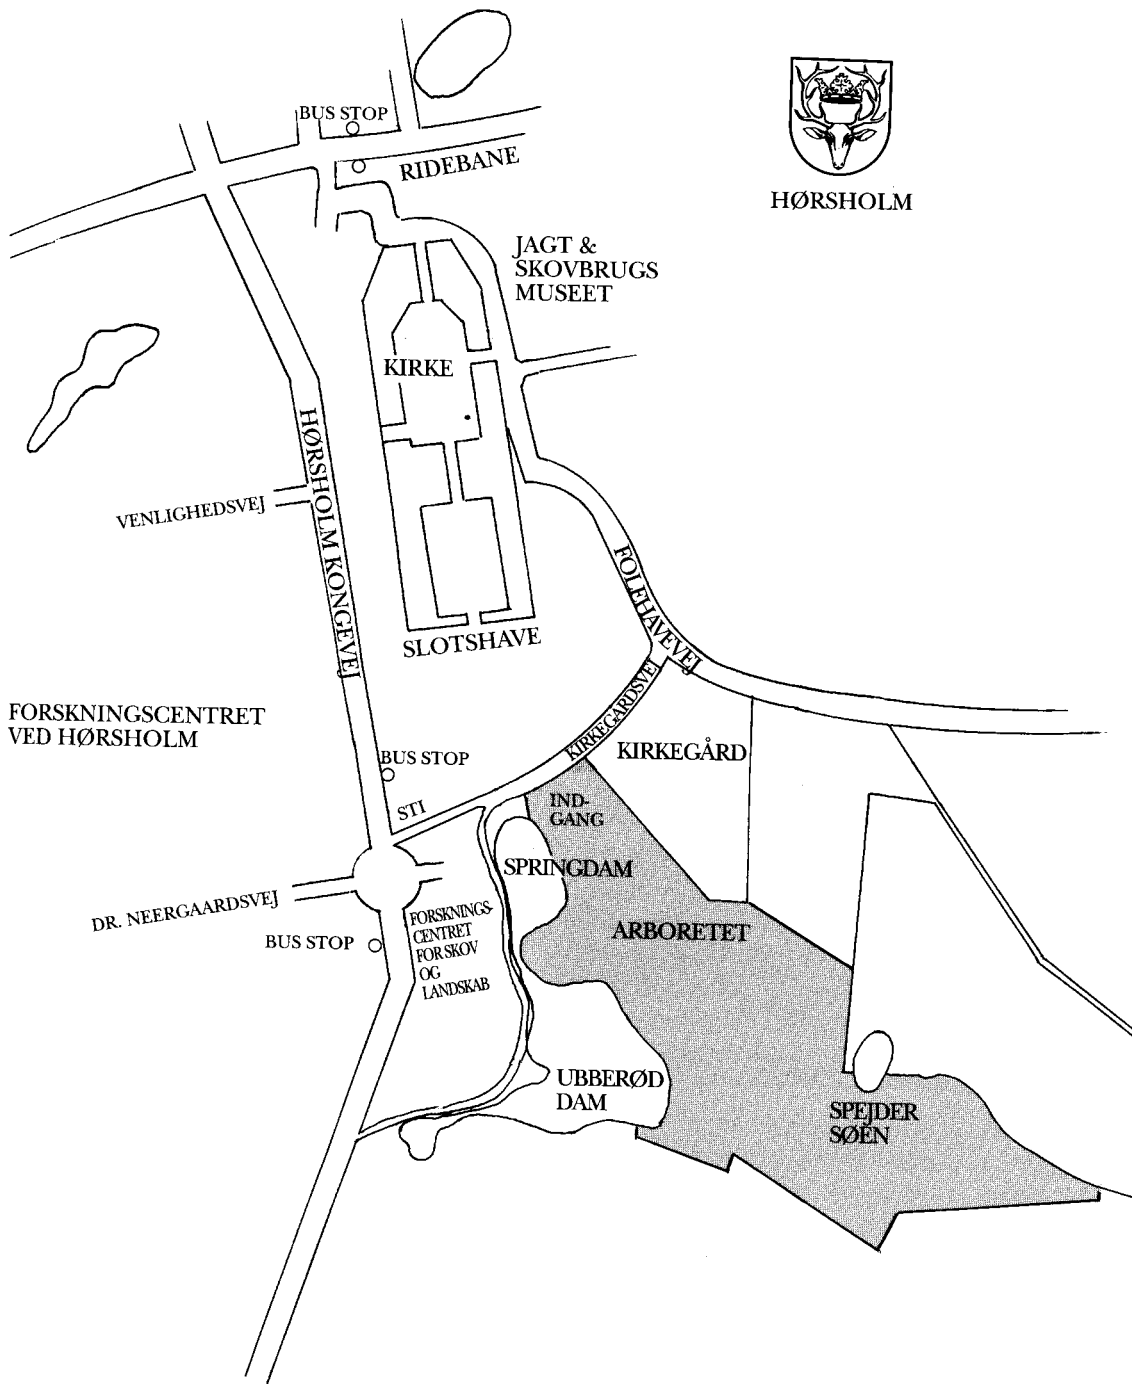 BUS STOP
RIDEBANE
HØRSHOLM
JAGT &
SKOVBRUGS
MUSEET
KIRKE
HØRSHOLM KONGEVEJ
VENLIGHEDSVEJ
FOLEHAVEVEJ
SLOTSHAVE
KIRKEGÅRDSVEJ
FORSKNINGSCENTRET
VED HØRSHOLM
KIRKEGÅRD
BUS STOP
STI
IND-
GANG
SPRINGDAM
DR. NEERGAARDSVEJ
FORSKNINGS-
CENTRET
FOR SKOV
OG
LANDSKAB
ARBORETET
BUS STOP
UBBERØD
DAM
SPEJDER
SØEN